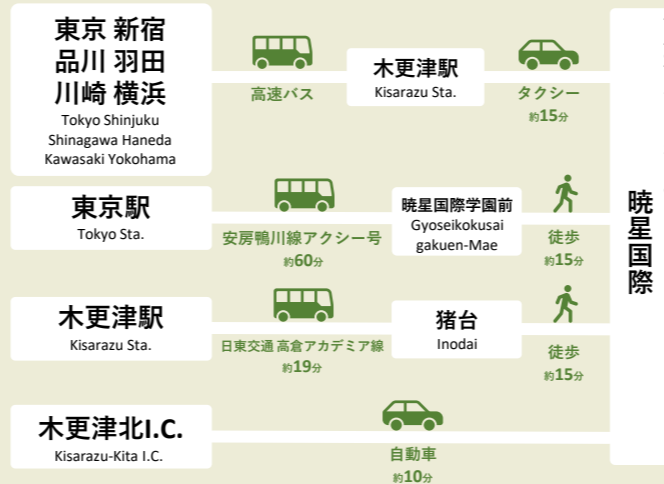 東京 新宿
品川 羽田
川崎 横浜
Tokyo Shinjuku
Shinagawa Haneda
Kawasaki Yokohama
高速バス
木更津駅
Kisarazu Sta.
タクシー
約15分
東京駅
Tokyo Sta.
安房鴨川線アクシー号
約60分
暁星国際学園前
Gyoseikokusai
gakuen-Mae
徒歩
約15分
木更津駅
Kisarazu Sta.
日東交通 高倉アカデミア線
約19分
猪台
Inodai
徒歩
約15分
木更津北I.C.
Kisarazu-Kita I.C.
自動車
約10分
暁星国際